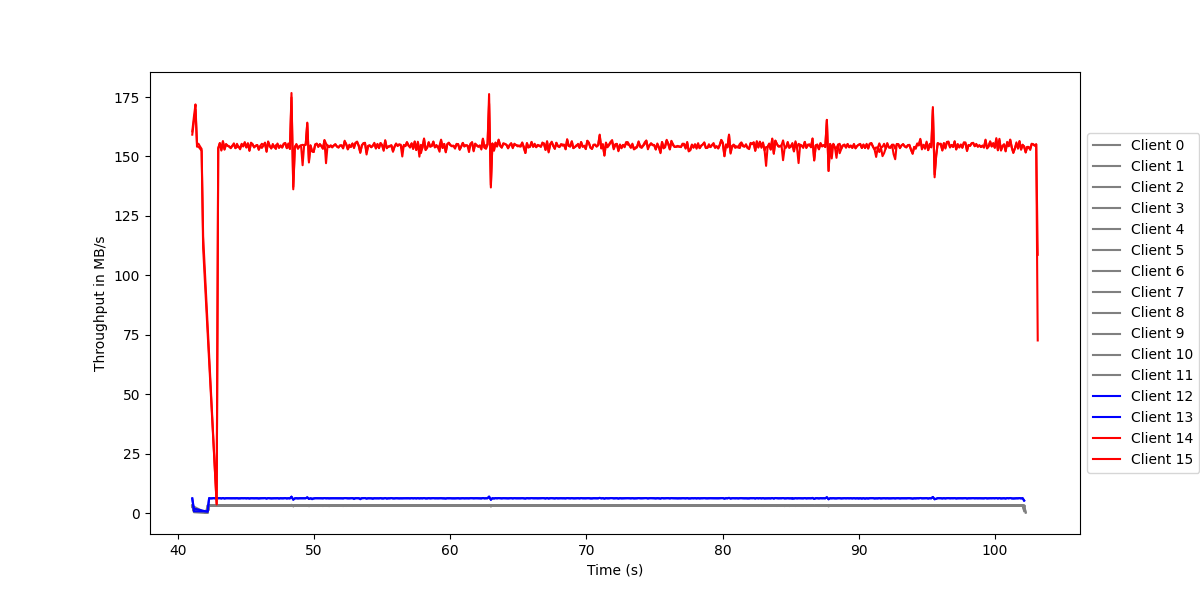 175
150
125
100
75
50
25
0
Throughput in MB/s
40 50 60 70 80 90 100
Time (s)
Client 0
Client 1
Client 2
Client 3
Client 4
Client 5
Client 6
Client 7
Client 8
Client 9
Client 10
Client 11
Client 12
Client 13
Client 14
Client 15